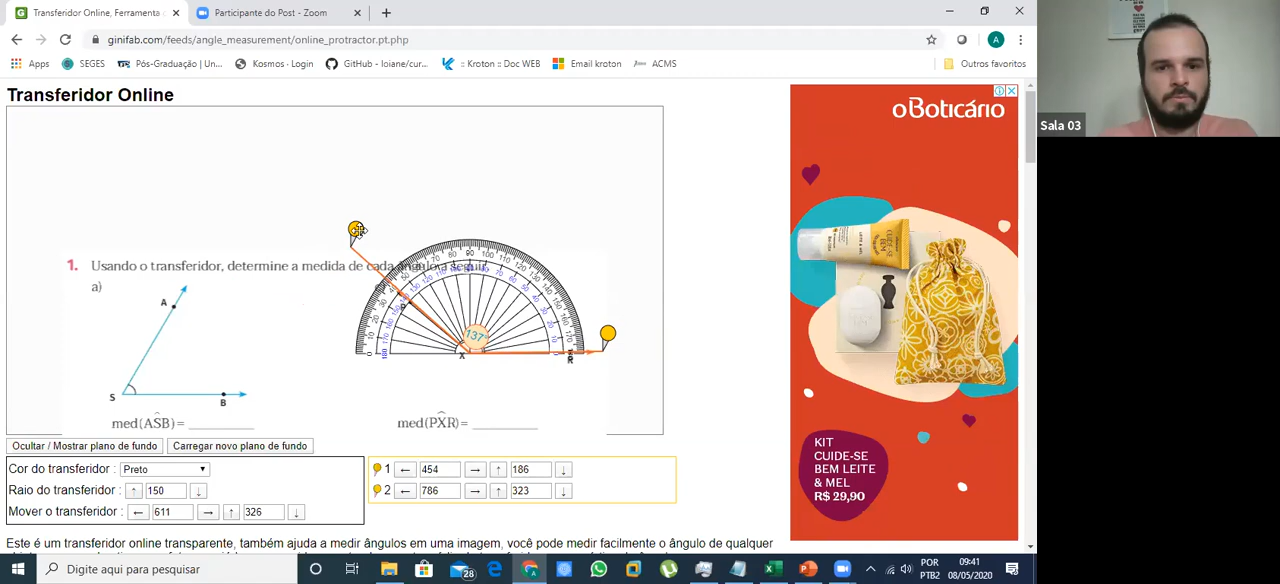 Transferidor Online, Ferramenta
Participante do Post - Zoom
ginifab.com/feeds/angle_measurement/online_protractor.pt.php
A
Apps
SEGES
Pós-Graduação | Un...
Kosmos · Login
GitHub - loiane/cur...
:: Kroton :: Doc WEB
Email kroton
ACMS
Outros favoritos
Transferidor Online
Sala 03
oBoticário
1. Usando o transferidor, determine a medida de cada
a)
A
S
B
X
137°
med(ASB) =
med(PXR)=
KIT
CUIDE-SE
BEM LEITE
& MEL
R$ 29,90
Ocultar / Mostrar plano de fundo
Carregar novo plano de fundo
Cor do transferidor : Preto
Raio do transferidor : ↑ 150 ↓
Mover o transferidor : ← 611 → ↑ 326 ↓
1 ← 454 → ↑ 186 ↓
2 ← 786 → ↑ 323 ↓
Este é um transferidor online transparente, também ajuda a medir ângulos em uma imagem, você pode medir facilmente o ângulo de qualquer
Digite aqui para pesquisar
28
POR
PTB2
09:41
08/05/2020